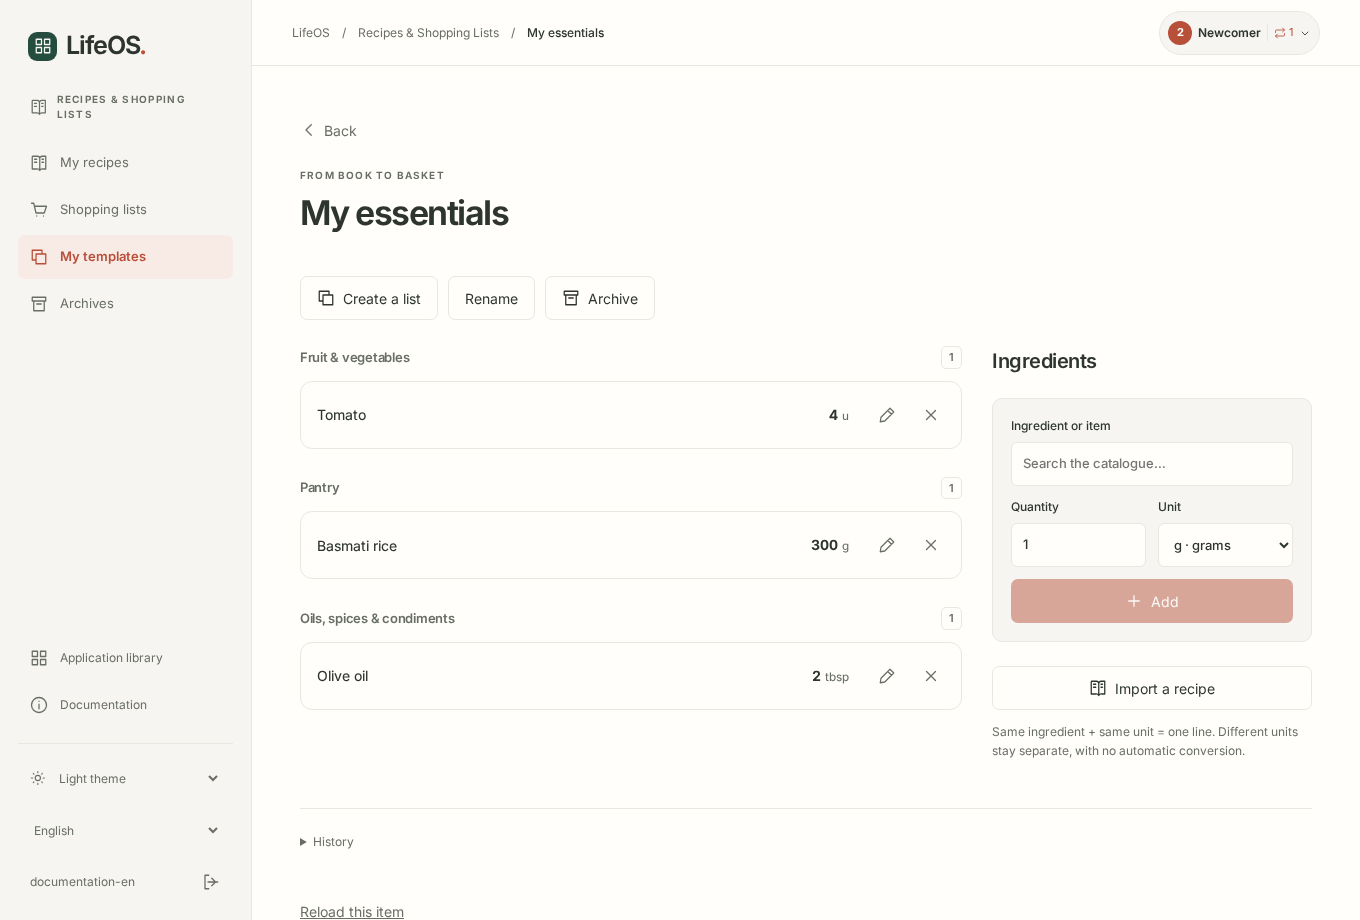 LifeOS.
RECIPES & SHOPPING
LISTS
My recipes
Shopping lists
My templates
Archives
Application library
Documentation
Light theme
English
documentation-en
LifeOS / Recipes & Shopping Lists / My essentials
2 Newcomer 1
Back
FROM BOOK TO BASKET
My essentials
Create a list
Rename
Archive
Fruit & vegetables 1
Tomato 4 u
Pantry 1
Basmati rice 300 g
Oils, spices & condiments 1
Olive oil 2 tbsp
Ingredients
Ingredient or item
Search the catalogue...
Quantity Unit
1 g · grams
Add
Import a recipe
Same ingredient + same unit = one line. Different units
stay separate, with no automatic conversion.
History
Reload this item